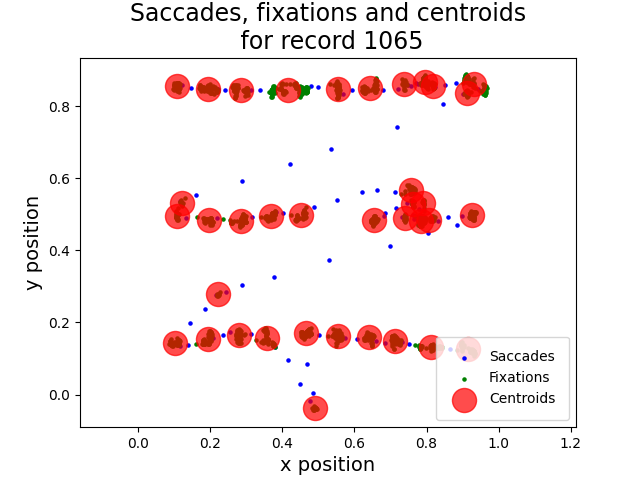 Saccades, fixations and centroids
for record 1065
y position
0.8
0.6
0.4
0.2
0.0
0.0 0.2 0.4 0.6 0.8 1.0 1.2
x position
Saccades
Fixations
Centroids